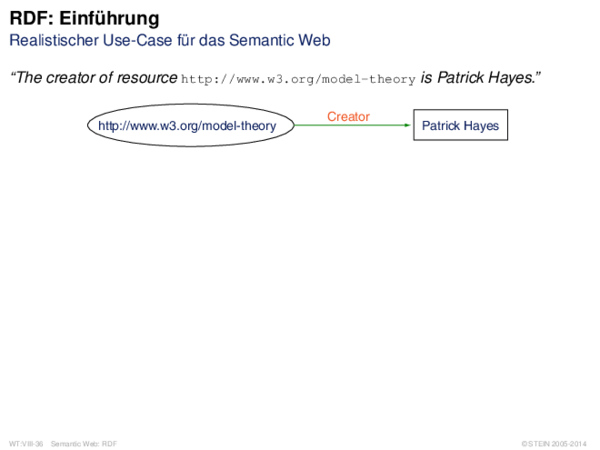 RDF: Einführung
Realistischer Use-Case für das Semantic Web
“The creator of resource http://www.w3.org/model-theory is Patrick Hayes.”
http://www.w3.org/model-theory
Creator
Patrick Hayes
WT:VIII-36 Semantic Web: RDF
© STEIN 2005-2014